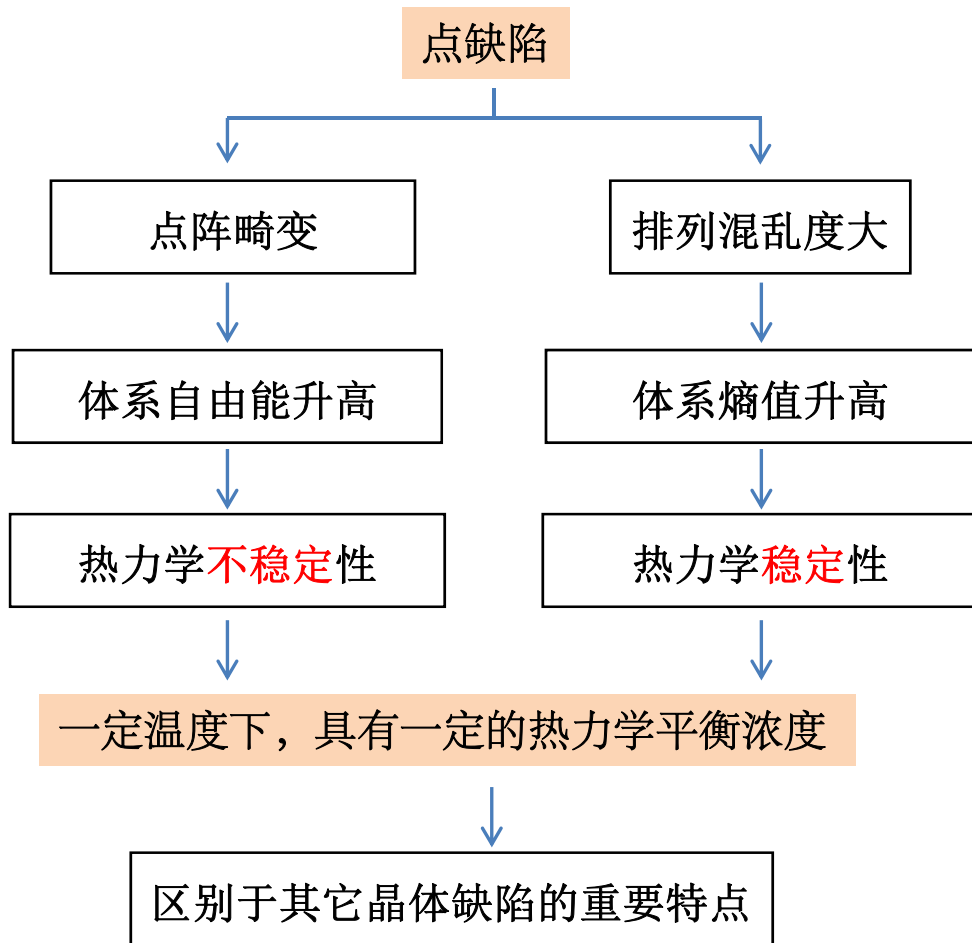 点缺陷
点阵畸变
排列混乱度大
体系自由能升高
体系熵值升高
热力学不稳定性
热力学稳定性
一定温度下，具有一定的热力学平衡浓度
区别于其它晶体缺陷的重要特点